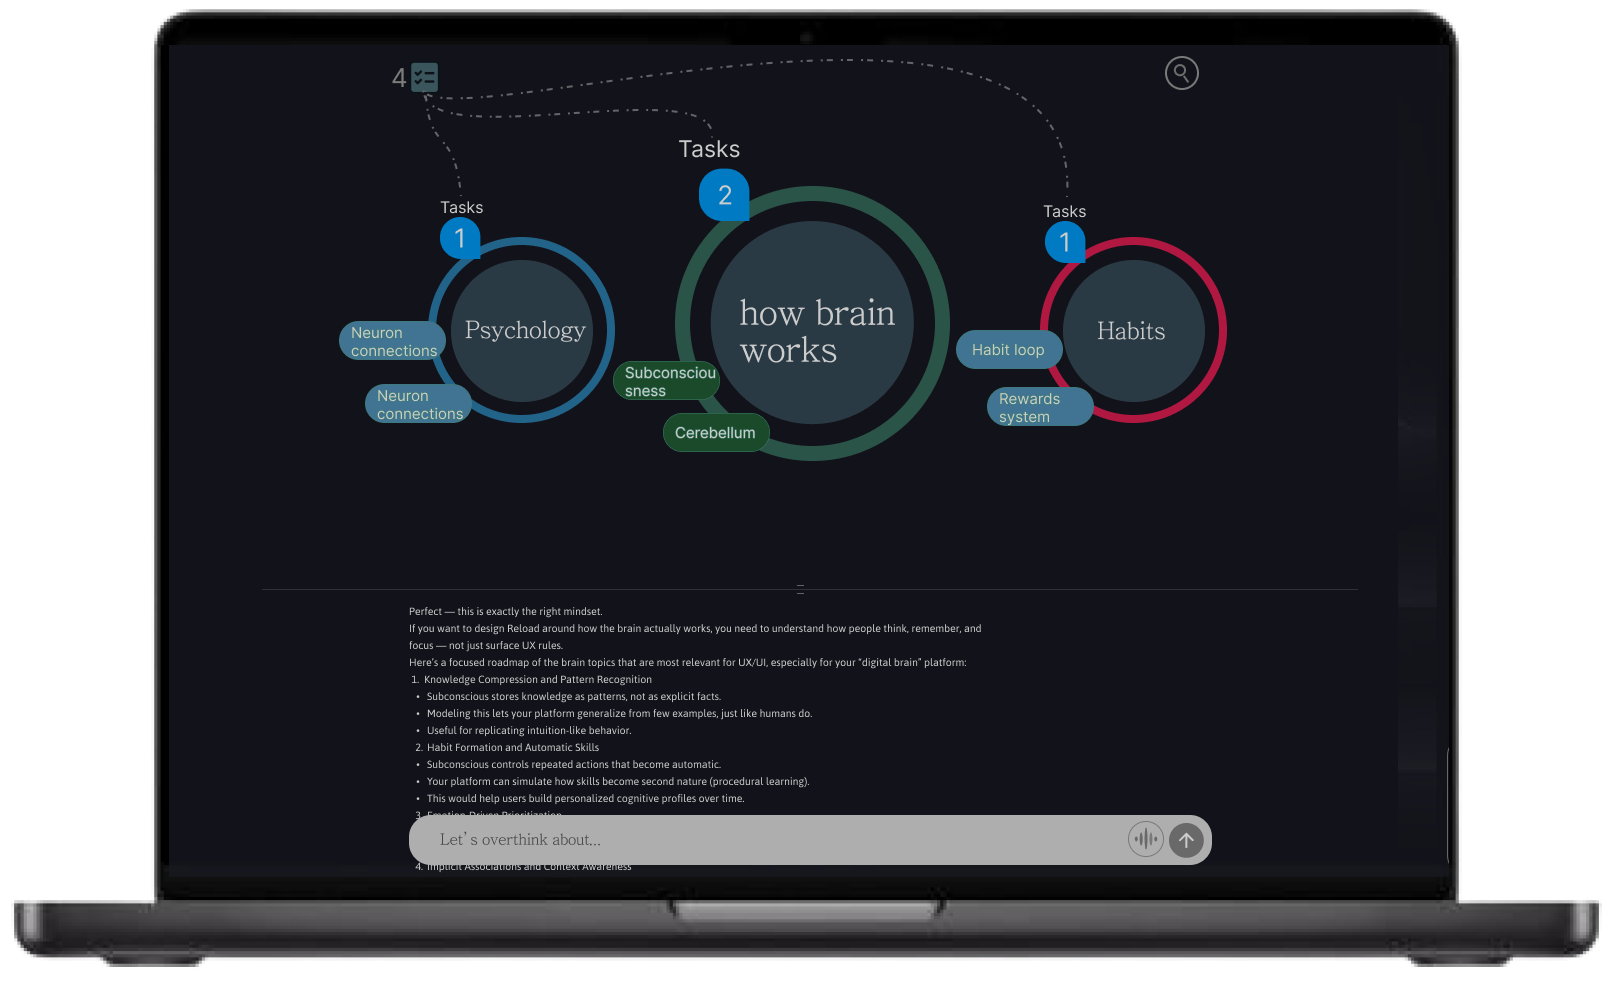 4
Tasks
2
Tasks
1
Tasks
1
how brain
works
Psychology
Habits
Neuron
connections
Neuron
connections
Subconsciou
sness
Cerebellum
Habit loop
Rewards
system
Perfect — this is exactly the right mindset.
If you want to design Reload around how the brain actually works, you need to understand how people think, remember, and
focus — not just surface UX rules.
Here's a focused roadmap of the brain topics that are most relevant for UX/UI, especially for your “digital brain” platform:
1. Knowledge Compression and Pattern Recognition
• Subconscious stores knowledge as patterns, not as explicit facts.
• Modeling this lets your platform generalize from few examples, just like humans do.
• Useful for replicating intuition-like behavior.
2. Habit Formation and Automatic Skills
• Subconscious controls repeated actions that become automatic.
• Your platform can simulate how skills become second nature (procedural learning).
• This would help users build personalized cognitive profiles over time.
3. Emotion-Driven Prioritization
Let's overthink about...
4. Implicit Associations and Context Awareness